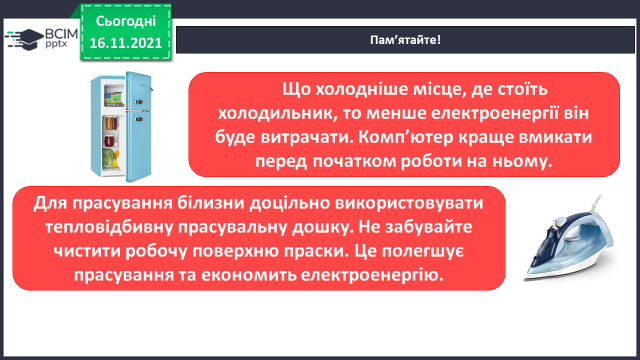 ВСІМ
pptx
Сьогодні
16.11.2021
Пам'ятайте!
Що холодніше місце, де стоїть
холодильник, то менше електроенергії він
буде витрачати. Комп'ютер краще вмикати
перед початком роботи на ньому.
Для прасування білизни доцільно використовувати
тепловідбивну прасувальну дошку. Не забувайте
чистити робочу поверхню праски. Це полегшує
прасування та економить електроенергію.